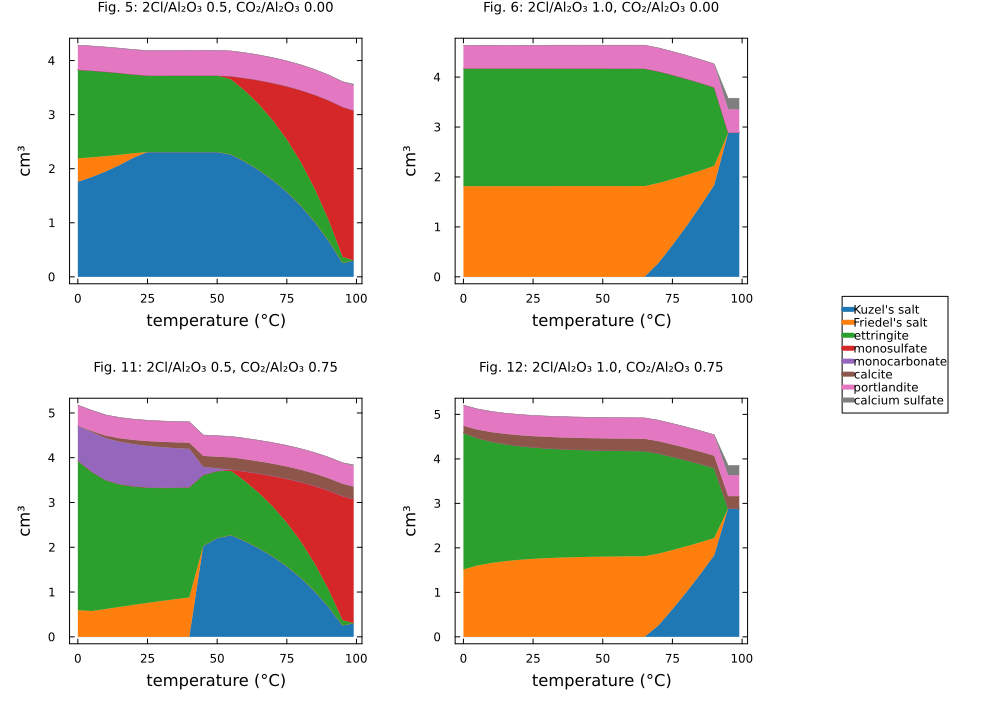 Fig. 5: 2Cl/Al₂O₃ 0.5, CO₂/Al₂O₃ 0.00
cm³
4
3
2
1
0
0 25 50 75 100
temperature (°C)
Fig. 6: 2Cl/Al₂O₃ 1.0, CO₂/Al₂O₃ 0.00
cm³
4
3
2
1
0
0 25 50 75 100
temperature (°C)
Kuzel's salt
Friedel's salt
ettringite
monosulfate
monocarbonate
calcite
portlandite
calcium sulfate
Fig. 11: 2Cl/Al₂O₃ 0.5, CO₂/Al₂O₃ 0.75
cm³
5
4
3
2
1
0
0 25 50 75 100
temperature (°C)
Fig. 12: 2Cl/Al₂O₃ 1.0, CO₂/Al₂O₃ 0.75
cm³
5
4
3
2
1
0
0 25 50 75 100
temperature (°C)